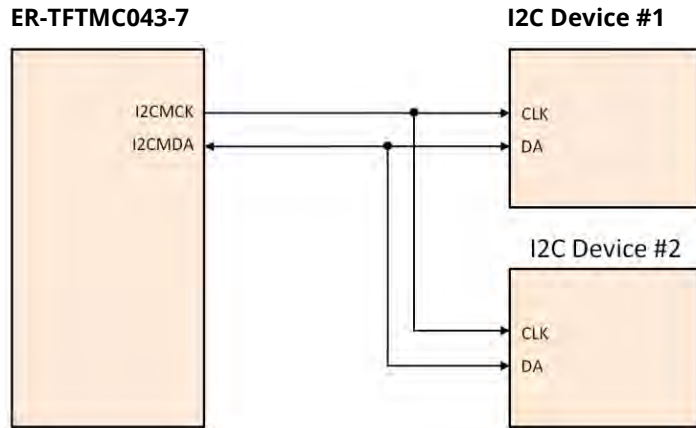 ER-TFTMC043-7
I2C Device #1
I2CMCK
CLK
I2CMDA
DA
I2C Device #2
CLK
DA